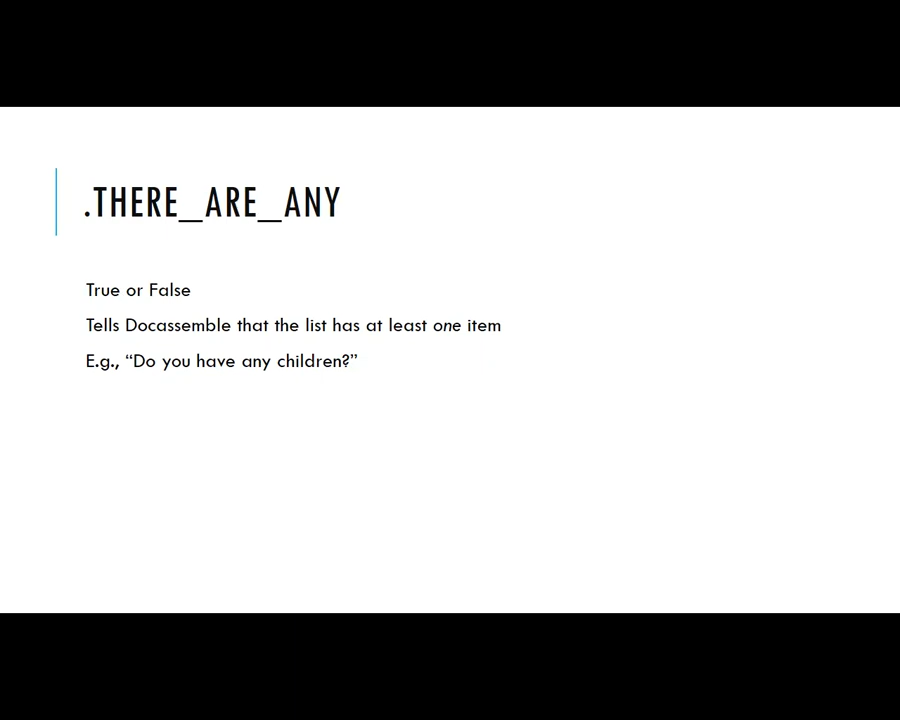 .THERE_ARE_ANY
True or False
Tells Docassemble that the list has at least one item
E.g., “Do you have any children?”